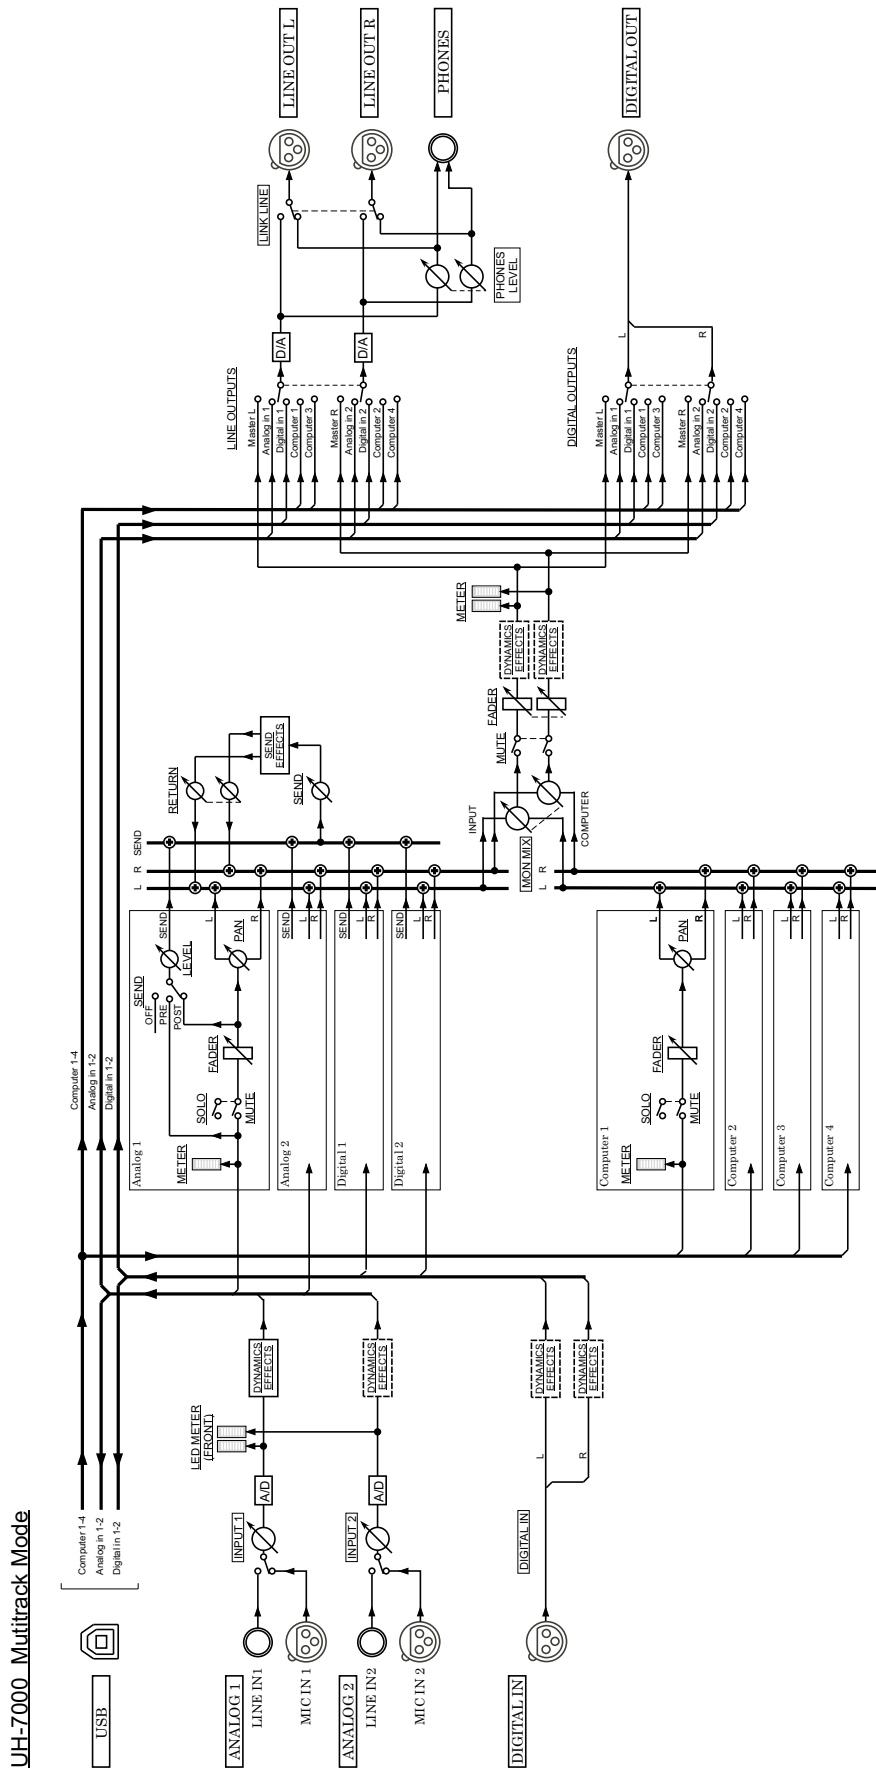 UH-7000 Mutitrack Mode
USB
Computer 1-4
Analog in 1-2
Digital in 1-2
ANALOG 1
LINE IN1
MIC IN 1
INPUT 1
A/D
LED METER
(FRONT)
DYNAMICS
EFFECTS
ANALOG 2
LINE IN2
MIC IN 2
INPUT 2
A/D
DYNAMICS
EFFECTS
DIGITAL IN
DIGITAL IN
L
R
DYNAMICS
EFFECTS
DYNAMICS
EFFECTS
Computer 1-4
Analog in 1-2
Digital in 1-2
Analog 1
METER
SOLO
MUTE
FADER
SEND
OFF
PRE
POST
LEVEL
PAN
SEND
L
R
Analog 2
SEND
L
R
Digital 1
SEND
L
R
Digital 2
SEND
L
R
Computer 1
METER
SOLO
MUTE
FADER
PAN
L
R
Computer 2
L
R
Computer 3
L
R
Computer 4
L
R
L
R
SEND
RETURN
SEND
SEND
EFFECTS
L
R
MON MIX
INPUT
COMPUTER
MUTE
FADER
DYNAMICS
EFFECTS
DYNAMICS
EFFECTS
METER
LINE OUTPUTS
Master L
Analog in 1
Digital in 1
Computer 1
Computer 3
Master R
Analog in 2
Digital in 2
Computer 2
Computer 4
D/A
D/A
LINK LINE
PHONES
LEVEL
LINE OUT L
LINE OUT R
PHONES
DIGITAL OUTPUTS
Master L
Analog in 1
Digital in 1
Computer 1
Computer 3
Master R
Analog in 2
Digital in 2
Computer 2
Computer 4
L
R
DIGITAL OUT